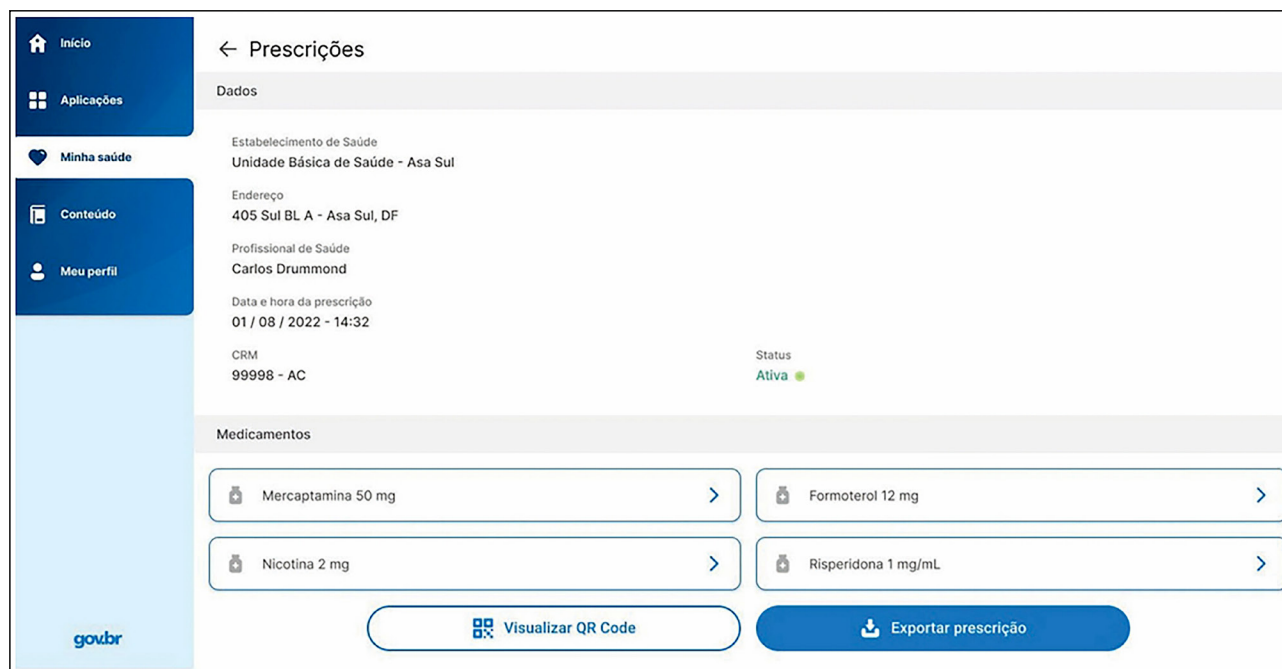 Início
Aplicações
Minha saúde
Conteúdo
Meu perfil
gov.br
Prescrições
Dados
Estabelecimento de Saúde
Unidade Básica de Saúde - Asa Sul
Endereço
405 Sul BL A - Asa Sul, DF
Profissional de Saúde
Carlos Drummond
Data e hora da prescrição
01 / 08 / 2022 - 14:32
CRM
99998 - AC
Status
Ativa
Medicamentos
Mercaptamina 50 mg
Formoterol 12 mg
Nicotina 2 mg
Risperidona 1 mg/mL
Visualizar QR Code
Exportar prescrição